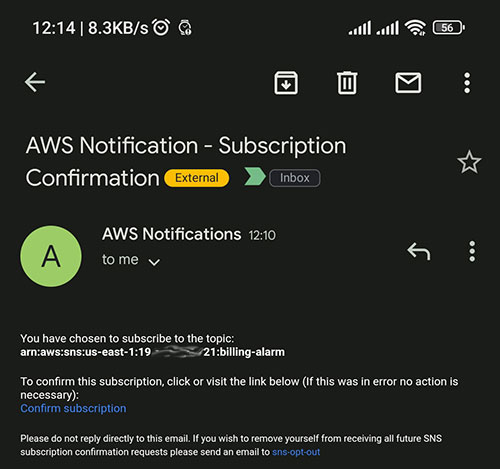 12:14 | 8.3KB/s 56
AWS Notification - Subscription
Confirmation External Inbox
A AWS Notifications 12:10
to me
You have chosen to subscribe to the topic:
arn:aws:sns:us-east-1:19 21:billing-alarm
To confirm this subscription, click or visit the link below (If this was in error no action is
necessary):
Confirm subscription
Please do not reply directly to this email. If you wish to remove yourself from receiving all future SNS
subscription confirmation requests please send an email to sns-opt-out